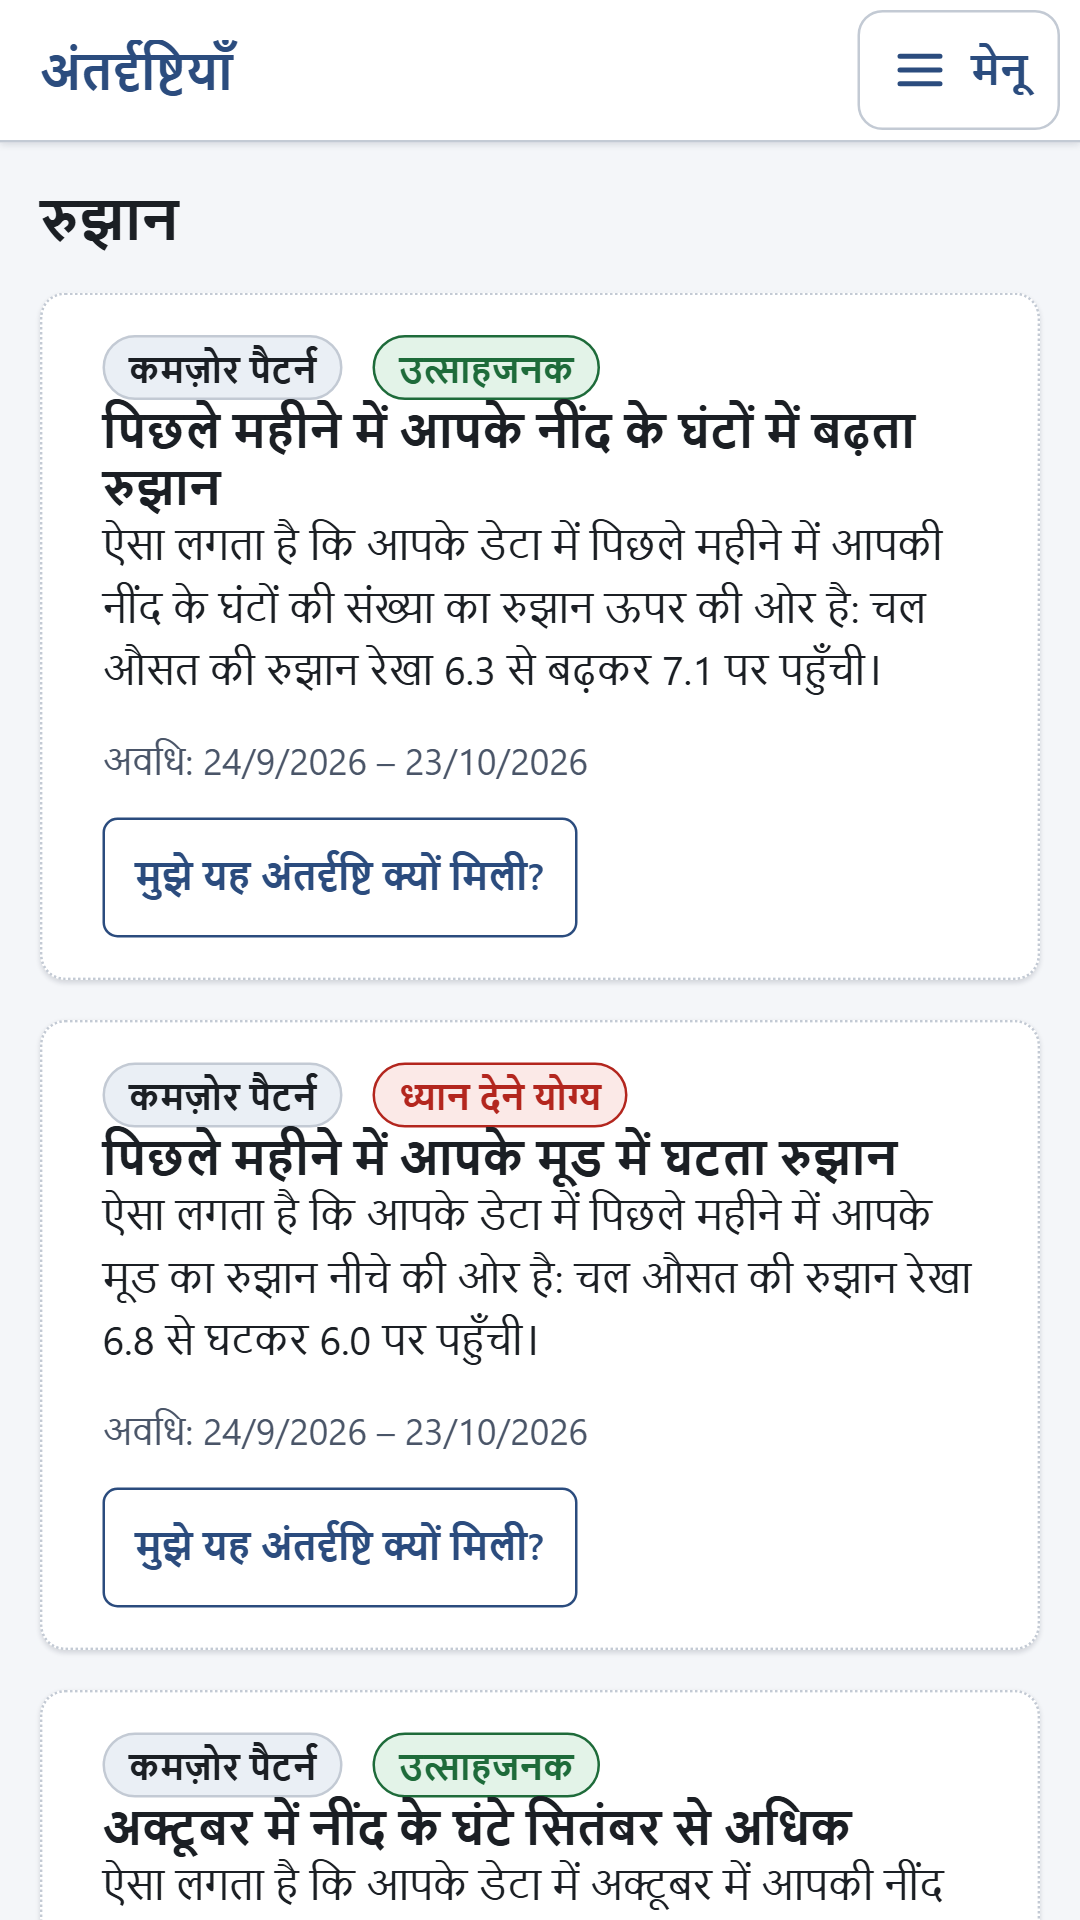 अंतर्दृष्टियाँ
मेनू
रुझान
कमज़ोर पैटर्न
उत्साहजनक
पिछले महीने में आपके नींद के घंटों में बढ़ता
रुझान
ऐसा लगता है कि आपके डेटा में पिछले महीने में आपकी
नींद के घंटों की संख्या का रुझान ऊपर की ओर है: चल
औसत की रुझान रेखा 6.3 से बढ़कर 7.1 पर पहुँची।
अवधि: 24/9/2026 – 23/10/2026
मुझे यह अंतर्दृष्टि क्यों मिली?
कमज़ोर पैटर्न
ध्यान देने योग्य
पिछले महीने में आपके मूड में घटता रुझान
ऐसा लगता है कि आपके डेटा में पिछले महीने में आपके
मूड का रुझान नीचे की ओर है: चल औसत की रुझान रेखा
6.8 से घटकर 6.0 पर पहुँची।
अवधि: 24/9/2026 – 23/10/2026
मुझे यह अंतर्दृष्टि क्यों मिली?
कमज़ोर पैटर्न
उत्साहजनक
अक्टूबर में नींद के घंटे सितंबर से अधिक
ऐसा लगता है कि आपके डेटा में अक्टूबर में आपकी नींद